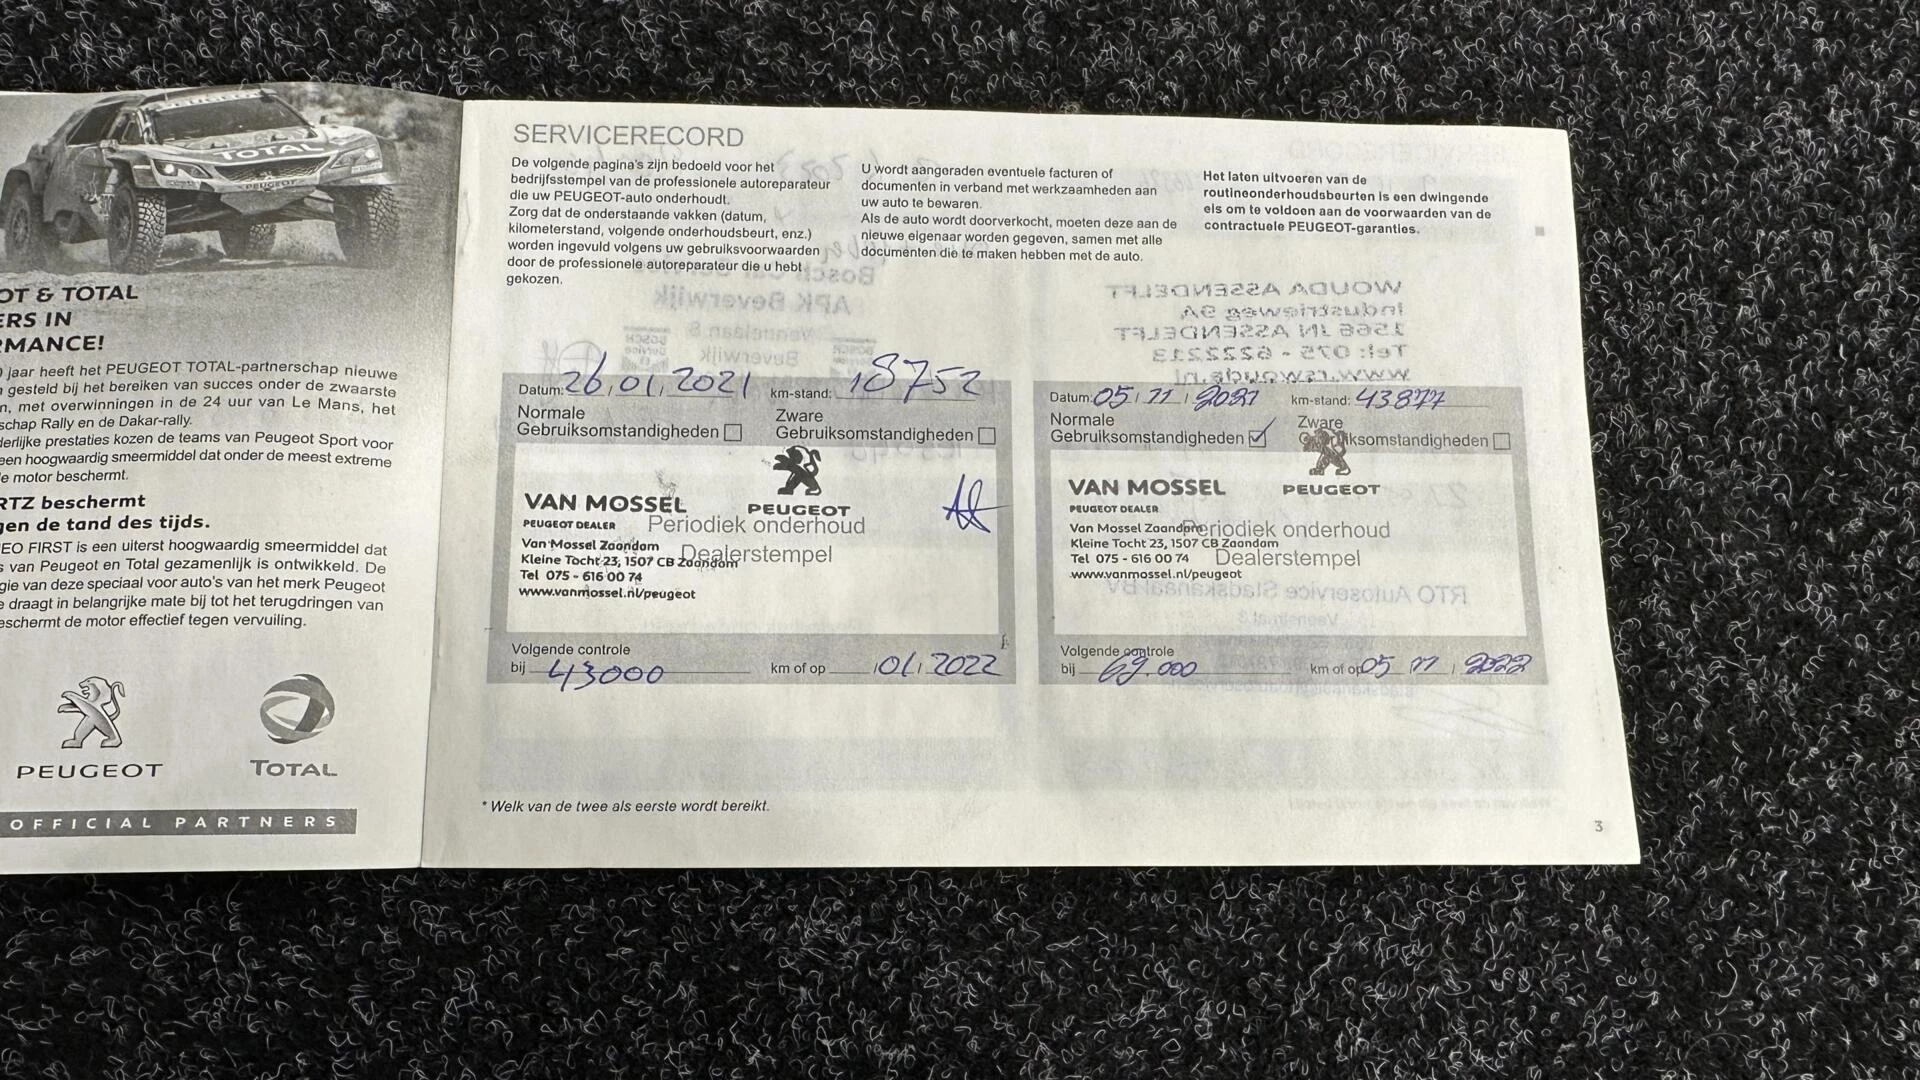 TOTAL
PEUGEOT
OT & TOTAL
ERS IN
RMANCE!
jaar heeft het PEUGEOT TOTAL-partnerschap nieuwe
gesteld bij het bereiken van succes onder de zwaarste
n, met overwinningen in de 24 uur van Le Mans, het
schap Rally en de Dakar-rally.
derlijke prestaties kozen de teams van Peugeot Sport voor
een hoogwaardig smeermiddel dat onder de meest extreme
e motor beschermt.
RTZ beschermt
gen de tand des tijds.
EO FIRST is een uiterst hoogwaardig smeermiddel dat
s van Peugeot en Total gezamenlijk is ontwikkeld. De
gie van deze speciaal voor auto's van het merk Peugeot
e draagt in belangrijke mate bij tot het terugdringen van
eschermt de motor effectief tegen vervuiling.
PEUGEOT
TOTAL
OFFICIAL PARTNERS
SERVICERECORD
De volgende pagina's zijn bedoeld voor het
bedrijfsstempel van de professionele autoreparateur
die uw PEUGEOT-auto onderhoudt.
Zorg dat de onderstaande vakken (datum,
kilometerstand, volgende onderhoudsbeurt, enz.)
worden ingevuld volgens uw gebruiksvoorwaarden
door de professionele autoreparateur die u hebt
gekozen.
U wordt aangeraden eventuele facturen of
documenten in verband met werkzaamheden aan
uw auto te bewaren.
Als de auto wordt doorverkocht, moeten deze aan de
nieuwe eigenaar worden gegeven, samen met alle
documenten die te maken hebben met de auto.
Het laten uitvoeren van de
routineonderhoudsbeurten is een dwingende
eis om te voldoen aan de voorwaarden van de
contractuele PEUGEOT-garanties.
Datum: 26/01/2021 km-stand: 18752
Normale
Gebruiksomstandigheden
Zware
Gebruiksomstandigheden
VAN MOSSEL
PEUGEOT DEALER
PEUGEOT
Periodiek onderhoud
Dealerstempel
Van Mossel Zaandam
Kleine Tocht 23, 1507 CB Zaandam
Tel 075 - 616 00 74
www.vanmossel.nl/peugeot
Volgende controle
bij 43000 km of op /01/2022
Datum: 05/11/2021 km-stand: 43877
Normale
Gebruiksomstandigheden
Zware
Gebruiksomstandigheden
VAN MOSSEL
PEUGEOT DEALER
PEUGEOT
Periodiek onderhoud
Dealerstempel
Van Mossel Zaandam
Kleine Tocht 23, 1507 CB Zaandam
Tel 075 - 616 00 74
www.vanmossel.nl/peugeot
Volgende controle
bij 69.000 km of op 05/11/2022
* Welk van de twee als eerste wordt bereikt.
3